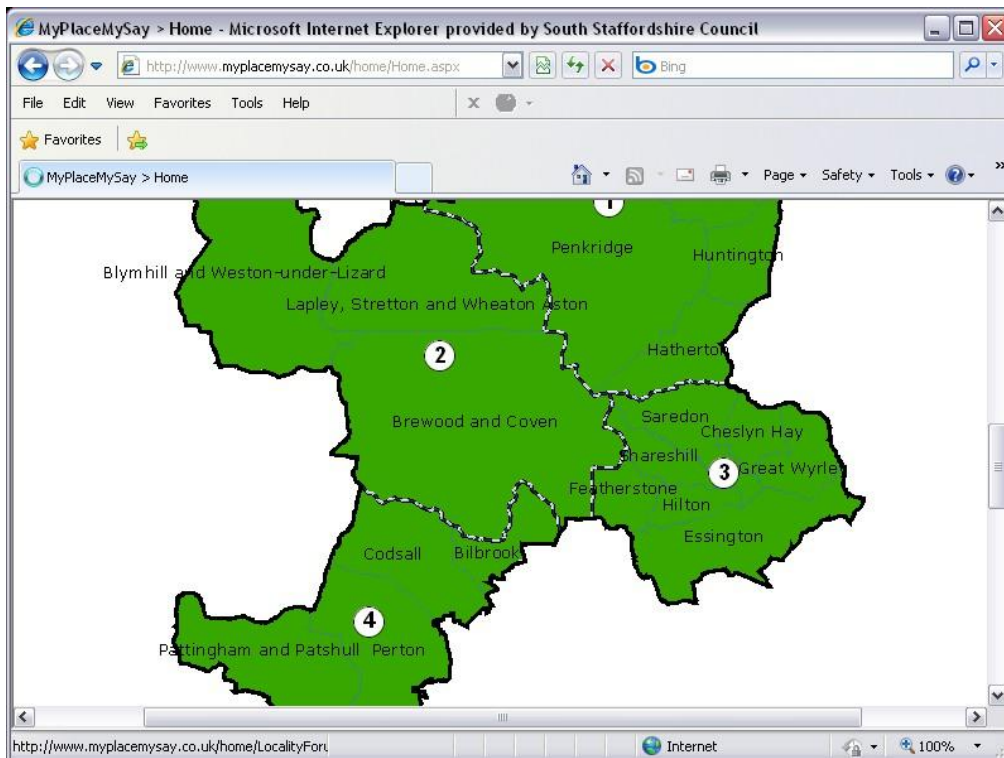 MyPlaceMySay > Home - Microsoft Internet Explorer provided by South Staffordshire Council
http://www.myplacemysay.co.uk/home/Home.aspx
Bing
File Edit View Favorites Tools Help
X
Favorites
MyPlaceMySay > Home
Page Safety Tools
1
Penkridge
Huntington
Blymhill and Weston-under-Lizard
Lapley, Stretton and Wheaton Aston
Hatherton
2
Saredon
Brewood and Coven
Cheslyn Hay
Shareshill
3
Great Wyrle
Featherstone
Hilton
Essington
Codsall
Bilbrook
4
Pattingham and Patshull
Perton
http://www.myplacemysay.co.uk/home/LocalityForu
Internet
100%